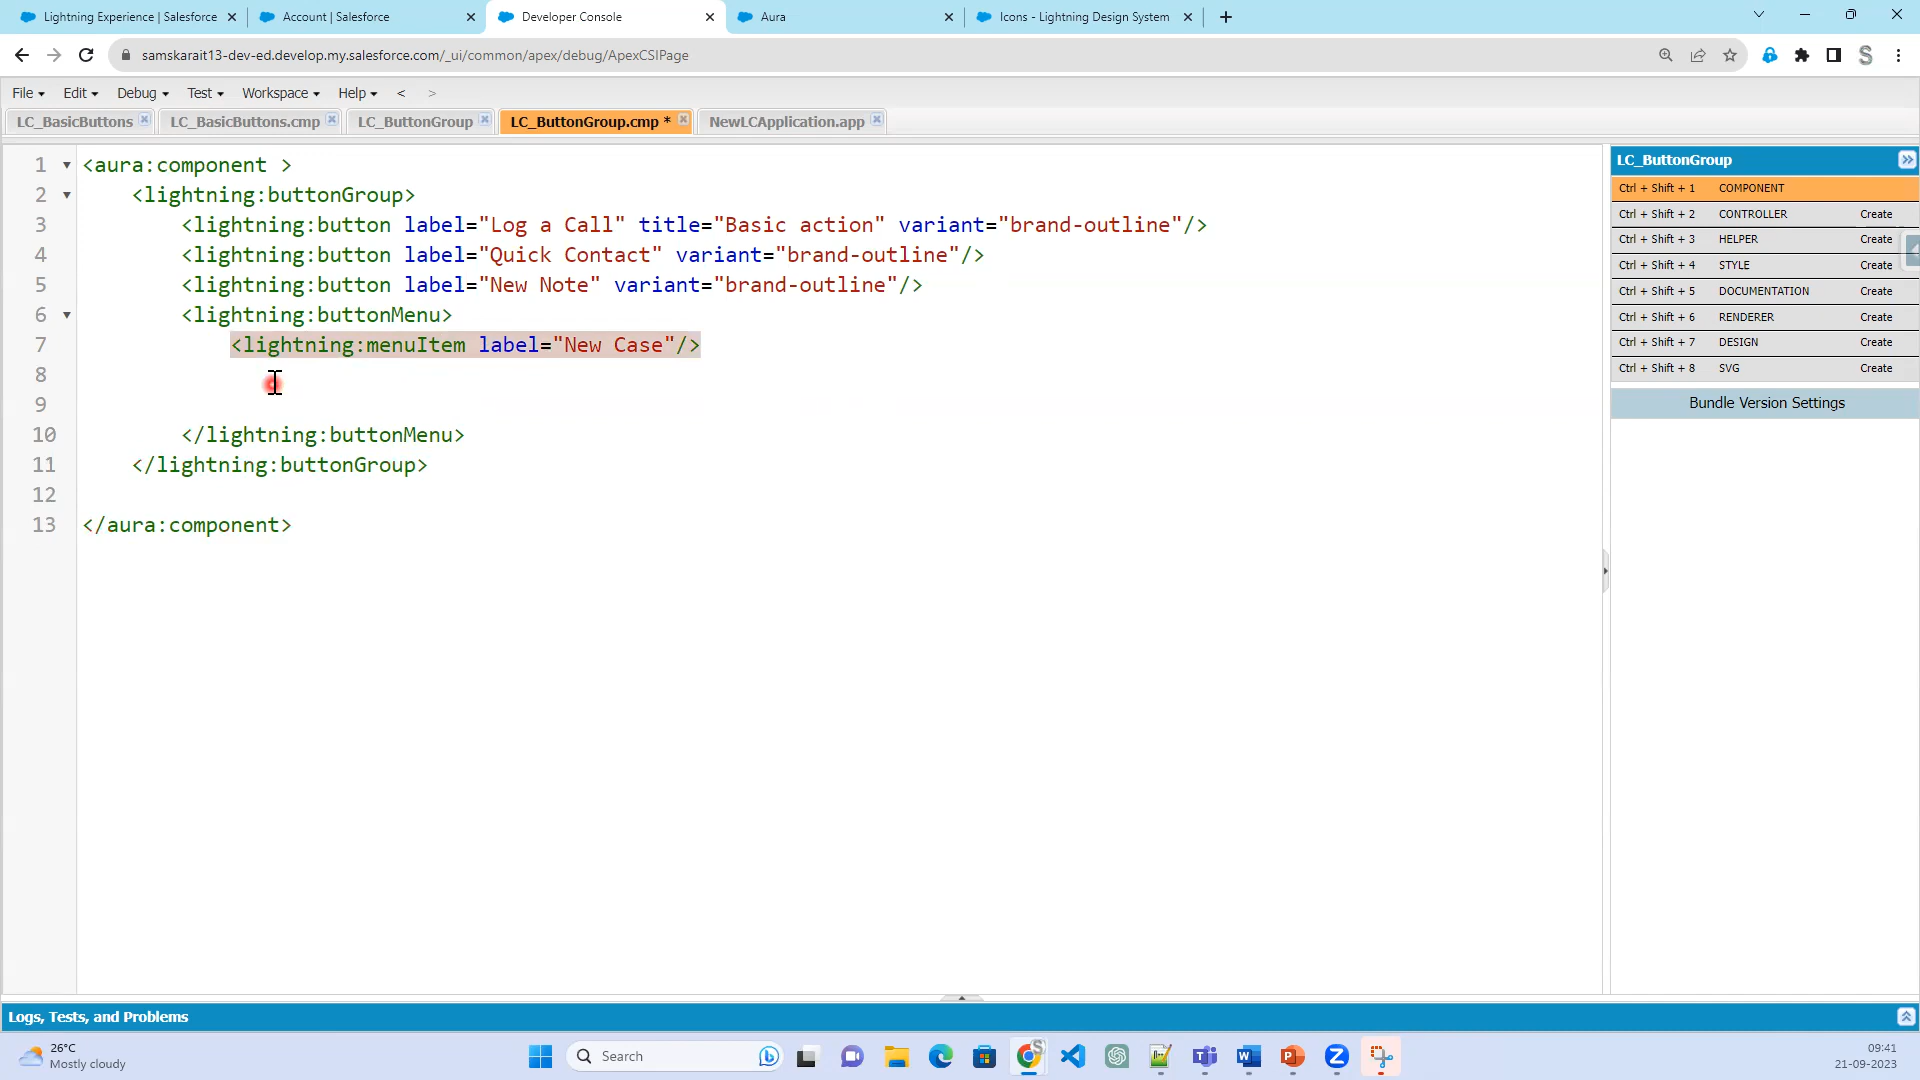 Lightning Experience | Salesforce
Account | Salesforce
Developer Console
Aura
Icons - Lightning Design System
samskarait13-dev-ed.develop.my.salesforce.com/_ui/common/apex/debug/ApexCSIPage
File Edit Debug Test Workspace Help < >
LC_BasicButtons LC_BasicButtons.cmp LC_ButtonGroup LC_ButtonGroup.cmp * NewLCApplication.app
1 <aura:component >
2 <lightning:buttonGroup>
3 <lightning:button label="Log a Call" title="Basic action" variant="brand-outline"/>
4 <lightning:button label="Quick Contact" variant="brand-outline"/>
5 <lightning:button label="New Note" variant="brand-outline"/>
6 <lightning:buttonMenu>
7 <lightning:menuItem label="New Case"/>
8
9
10 </lightning:buttonMenu>
11 </lightning:buttonGroup>
12
13 </aura:component>
LC_ButtonGroup
Ctrl + Shift + 1 COMPONENT
Ctrl + Shift + 2 CONTROLLER Create
Ctrl + Shift + 3 HELPER Create
Ctrl + Shift + 4 STYLE Create
Ctrl + Shift + 5 DOCUMENTATION Create
Ctrl + Shift + 6 RENDERER Create
Ctrl + Shift + 7 DESIGN Create
Ctrl + Shift + 8 SVG Create
Bundle Version Settings
Logs, Tests, and Problems
26°C
Mostly cloudy
Search
09:41
21-09-2023